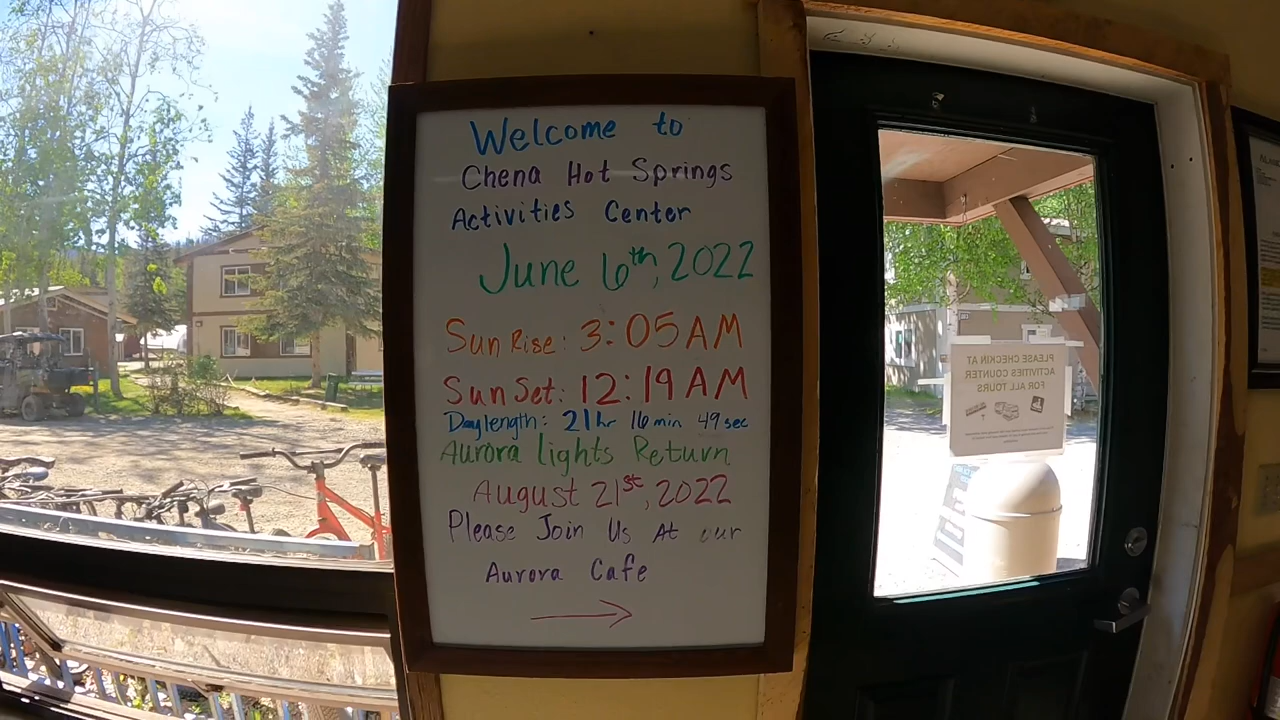 Welcome to
Chena Hot Springs
Activities Center
June 6th, 2022
Sun Rise: 3:05AM
Sun Set: 12:19AM
Daylength: 21hr 16min 49sec
Aurora lights Return
August 21st, 2022
Please Join Us At our
Aurora Cafe
PLEASE CHECKIN AT
ACTIVITIES COUNTER
FOR ALL TOURS